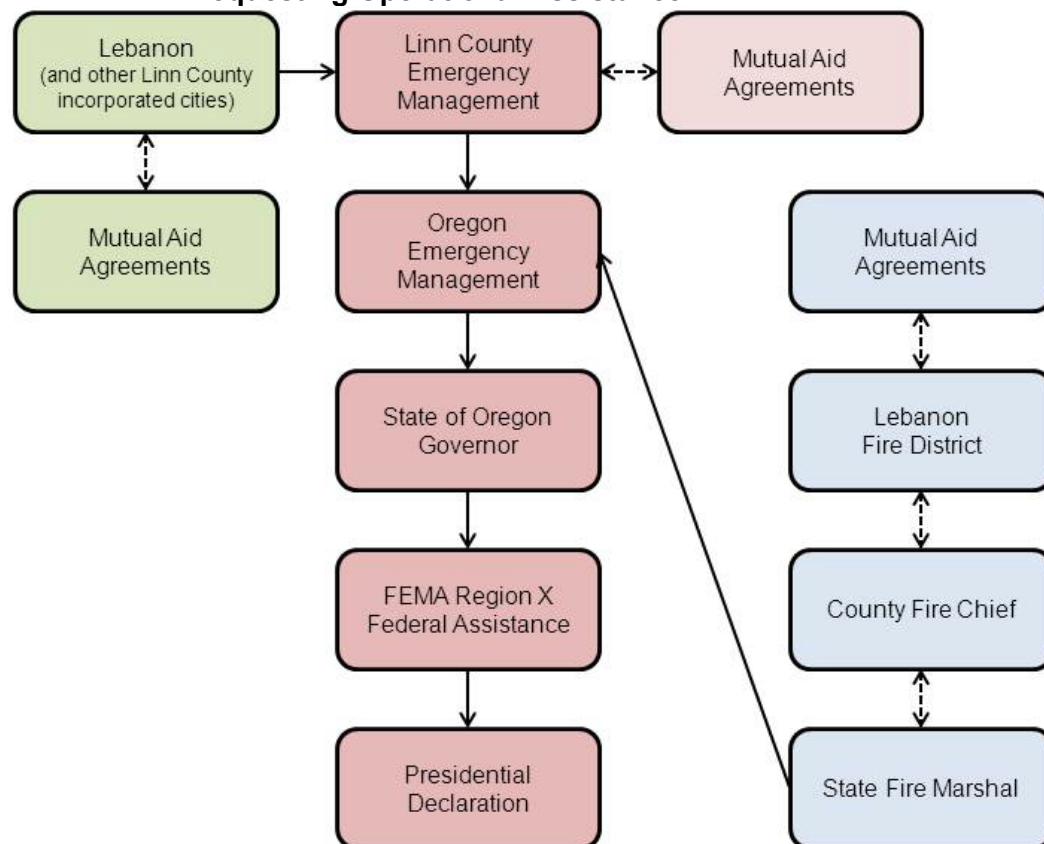 Lebanon
(and other Linn County
incorporated cities)
Linn County
Emergency
Management
Mutual Aid
Agreements
Mutual Aid
Agreements
Oregon
Emergency
Management
Mutual Aid
Agreements
State of Oregon
Governor
Lebanon
Fire District
FEMA Region X
Federal Assistance
County Fire Chief
Presidential
Declaration
State Fire Marshal